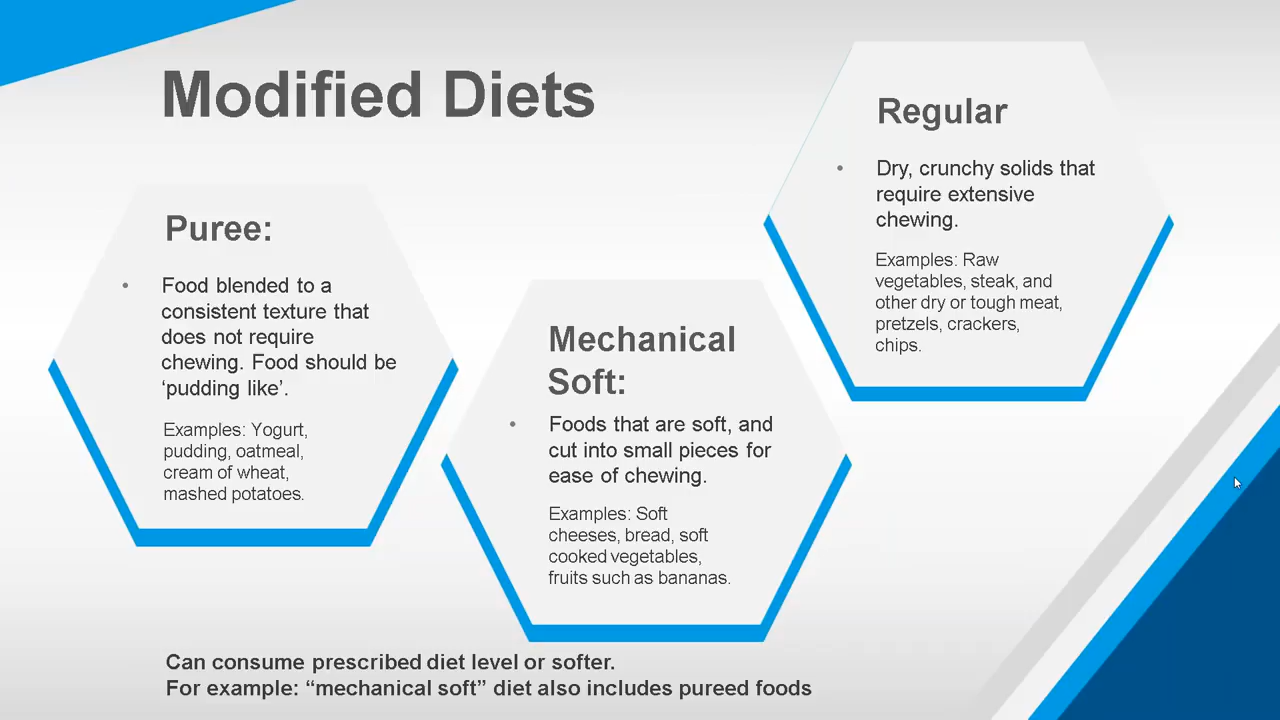 Modified Diets
Puree:
• Food blended to a
consistent texture that
does not require
chewing. Food should be
‘pudding like’.
Examples: Yogurt,
pudding, oatmeal,
cream of wheat,
mashed potatoes.
Mechanical
Soft:
• Foods that are soft, and
cut into small pieces for
ease of chewing.
Examples: Soft
cheeses, bread, soft
cooked vegetables,
fruits such as bananas.
Regular
• Dry, crunchy solids that
require extensive
chewing.
Examples: Raw
vegetables, steak, and
other dry or tough meat,
pretzels, crackers,
chips.
Can consume prescribed diet level or softer.
For example: “mechanical soft” diet also includes pureed foods